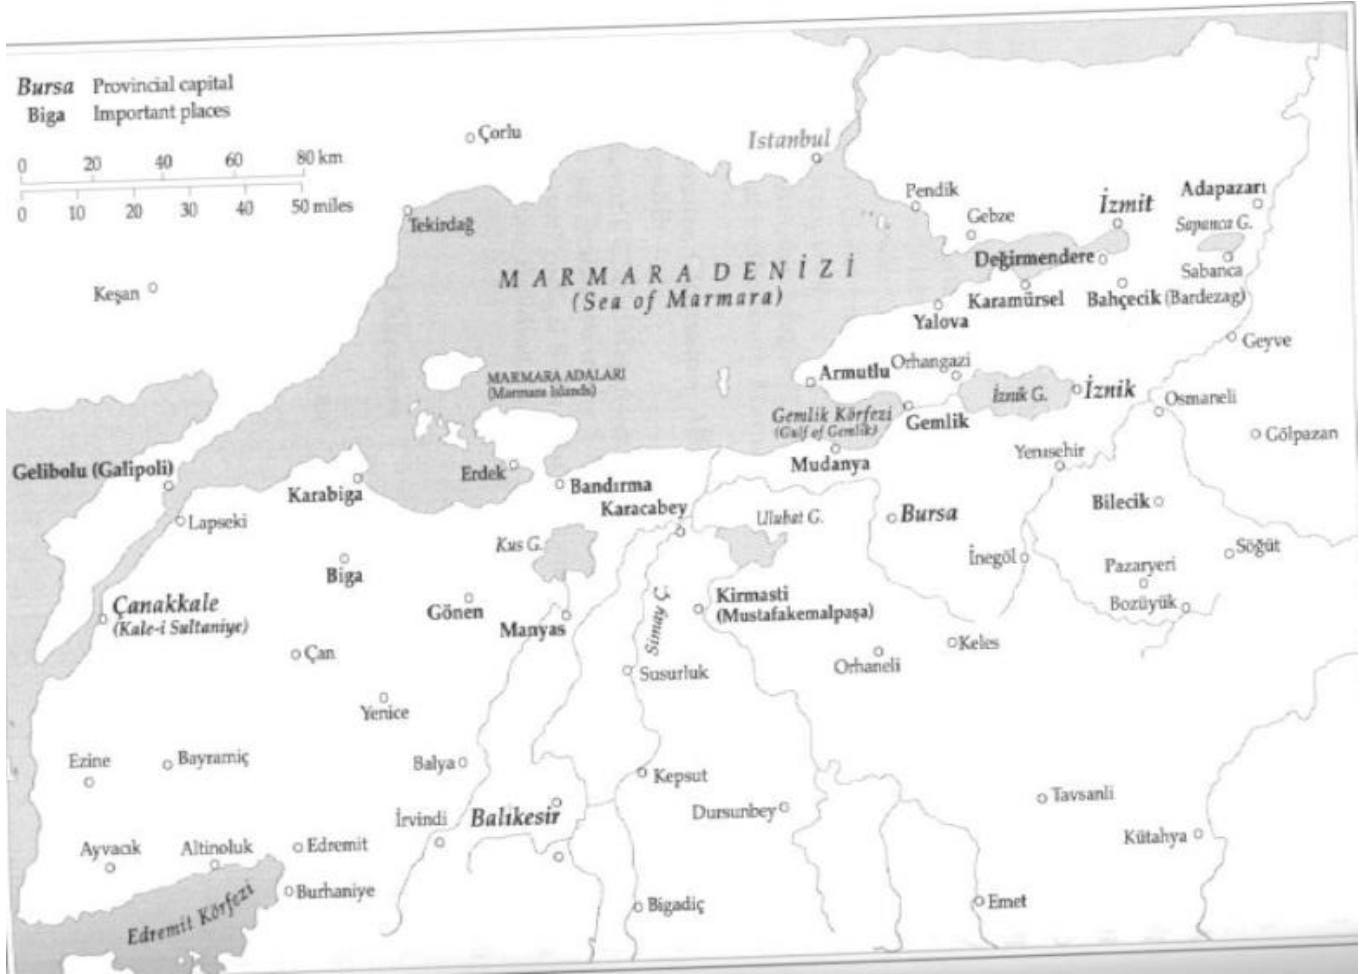 Bursa Provincial capital
Biga Important places
0 20 40 60 80 km
0 10 20 30 40 50 miles
Çorlu
Istanbul
Tekirdağ
Pendik
Gebze
İzmit
Adapazarı
Sapanca G.
Sabanca
Değirmendere
Keşan
MARMARA DENİZİ
(Sea of Marmara)
Karamürsel
Bahçecik (Bardezag)
Yalova
Geyve
MARMARA ADALARI
(Marmara Islands)
Armutlu
Orhangazi
İznik G.
İznik
Osmaneli
Gemlik Körfezi
(Gulf of Gemlik)
Gemlik
Gölpazan
Gelibolu (Galipoli)
Karabiga
Erdek
Bandırma
Mudanya
Yenısehir
Lapseki
Karacabey
Ulubat G.
Bursa
Bilecik
Kus G.
İnegöl
Söğüt
Biga
Pazaryeri
Çanakkale
(Kale-i Sultaniye)
Gönen
Manyas
Simav Ç.
Kirmasti
(Mustafakemalpaşa)
Bozüyük
Çan
Susurluk
Orhaneli
Keles
Yenice
Ezine
Bayramiç
Balya
Kepsut
Tavsanli
İrvindi
Balıkesir
Dursunbey
Kütahya
Ayvacık
Altinoluk
Edremit
Burhaniye
Edremit Körfezi
Bigadiç
Emet